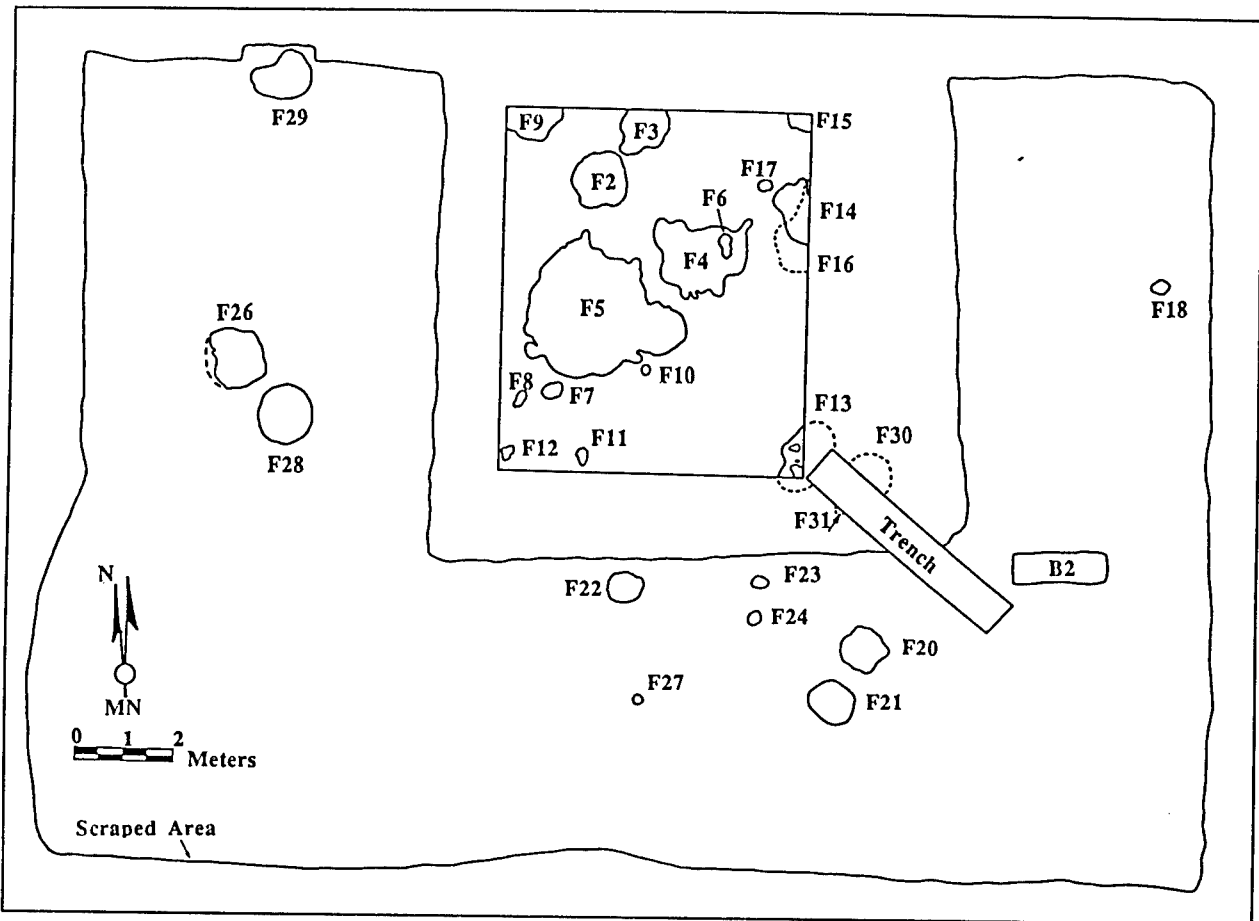 F29
F9
F3
F15
F2
F17
F6
F14
F4
F16
F5
F18
F26
F10
F8
F7
F13
F30
F12
F11
F28
F31
Trench
N
B2
F22
F23
F24
F20
F27
F21
MN
0 1 2
Meters
Scraped Area